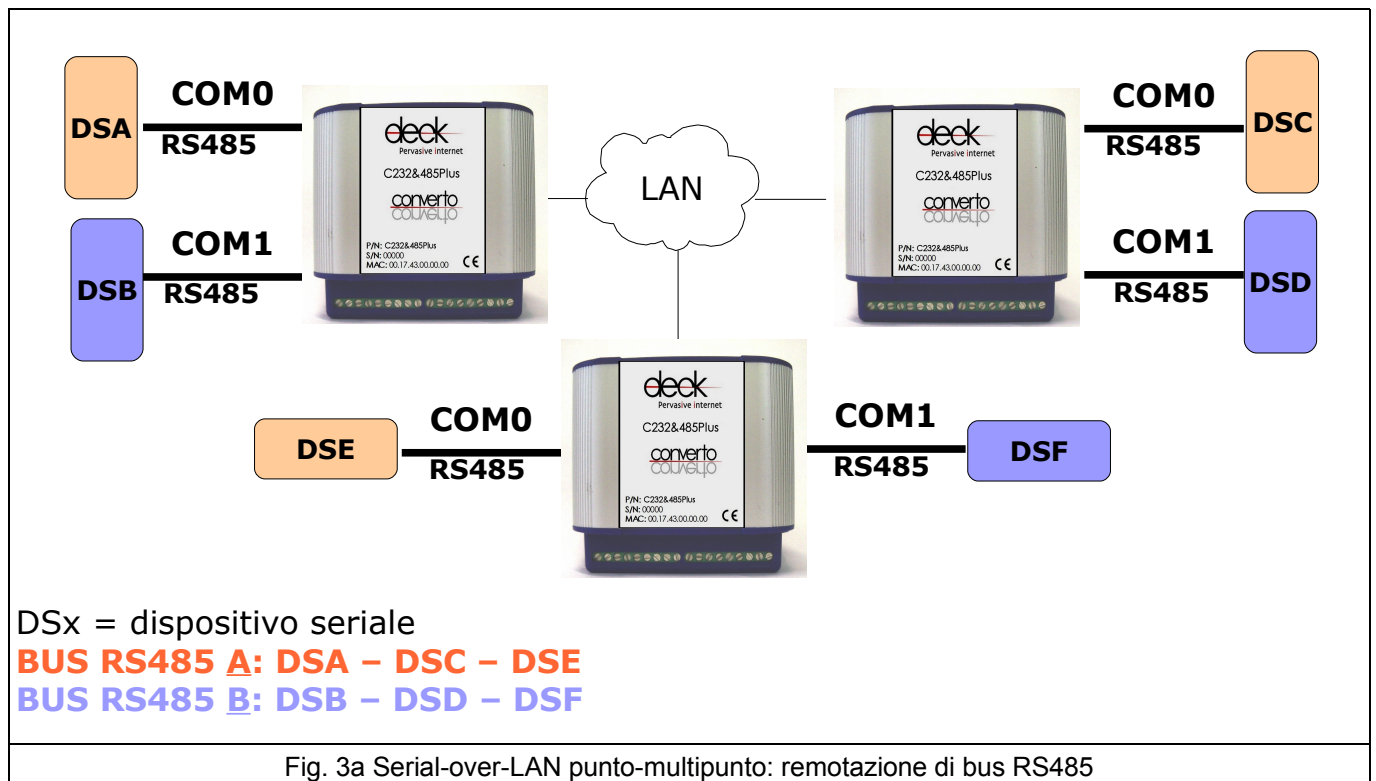 DSA
COM0
RS485
DSB
COM1
RS485
deck
Pervasive internet
C232&485Plus
converto
P/N: C232&485Plus
S/N: 00000
MAC: 00.17.43.00.00.00 CE
LAN
deck
Pervasive internet
C232&485Plus
converto
P/N: C232&485Plus
S/N: 00000
MAC: 00.17.43.00.00.00 CE
COM0
RS485
DSC
COM1
RS485
DSD
DSE
COM0
RS485
deck
Pervasive internet
C232&485Plus
converto
P/N: C232&485Plus
S/N: 00000
MAC: 00.17.43.00.00.00 CE
COM1
RS485
DSF
DSx = dispositivo seriale
BUS RS485 A: DSA – DSC – DSE
BUS RS485 B: DSB – DSD – DSF
Fig. 3a Serial-over-LAN punto-multipunto: remotazione di bus RS485